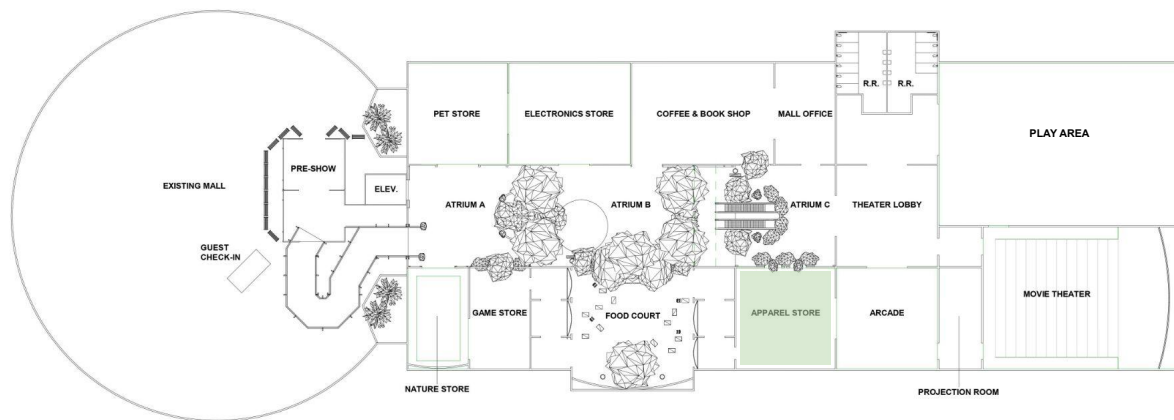 R.R.
R.R.
PET STORE
ELECTRONICS STORE
COFFEE & BOOK SHOP
MALL OFFICE
PLAY AREA
PRE-SHOW
EXISTING MALL
ELEV.
ATRIUM A
ATRIUM B
ATRIUM C
THEATER LOBBY
GUEST
CHECK-IN
GAME STORE
FOOD COURT
APPAREL STORE
ARCADE
MOVIE THEATER
NATURE STORE
PROJECTION ROOM